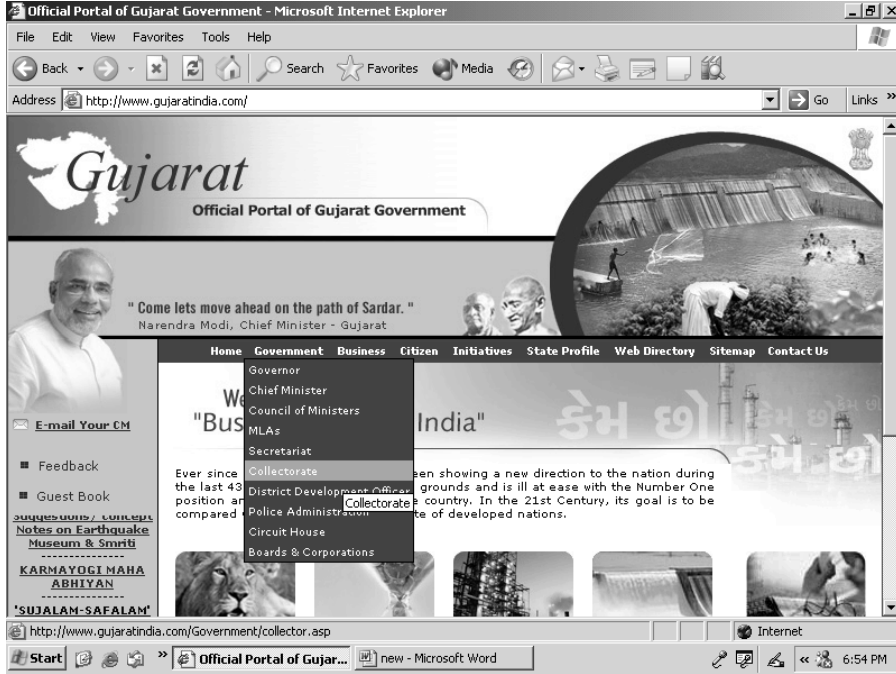 Official Portal of Gujarat Government - Microsoft Internet Explorer
File Edit View Favorites Tools Help
Back Search Favorites Media
Address http://www.gujaratindia.com/ Go Links »
Gujarat
Official Portal of Gujarat Government
" Come lets move ahead on the path of Sardar. "
Narendra Modi, Chief Minister - Gujarat
Home Government Business Citizen Initiatives State Profile Web Directory Sitemap Contact Us
Governor
Chief Minister
Council of Ministers
MLAs
Secretariat
Collectorate
District Development Officer
Collectorate
Police Administration
Circuit House
Boards & Corporations
We
"Bus India"
કેમ છો
કેમ છો
કેમ છો
E-mail Your CM
Feedback
Guest Book
Suggestions/ Concept
Notes on Earthquake
Museum & Smriti
KARMAYOGI MAHA
ABHIYAN
'SUJALAM-SAFALAM'
Ever since een showing a new direction to the nation during
the last 43 grounds and is ill at ease with the Number One
position ar e country. In the 21st Century, its goal is to be
compared te of developed nations.
http://www.gujaratindia.com/Government/collector.asp Internet
Start » Official Portal of Gujar... new - Microsoft Word « 6:54 PM